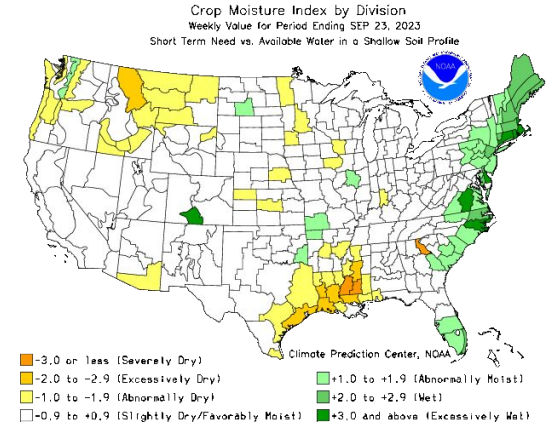 Crop Moisture Index by Division
Weekly Value for Period Ending SEP 23, 2023
Short Term Need vs. Available Water in a Shallow Soil Profile
NOAA
Climate Prediction Center, NOAA
-3.0 or less (Severely Dry)
-2.0 to -2.9 (Excessively Dry)
-1.0 to -1.9 (Abnormally Dry)
-0.9 to +0.9 (Slightly Dry/Favorably Moist)
+1.0 to +1.9 (Abnormally Moist)
+2.0 to +2.9 (Wet)
+3.0 and above (Excessively Wet)